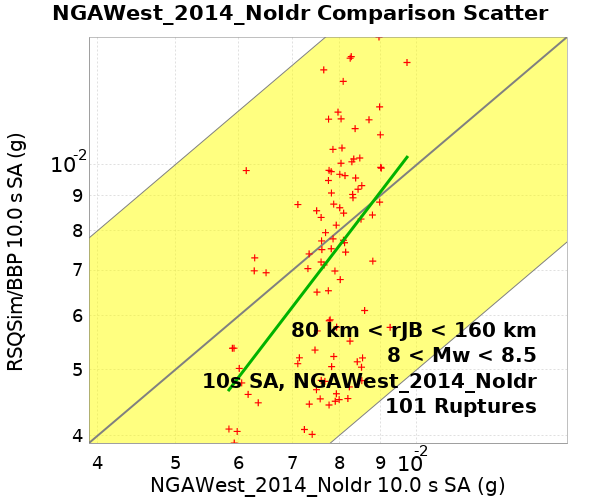 NGAWest_2014_NoIdr Comparison Scatter
RSQSim/BBP 10.0 s SA (g)
10-2
9
8
7
6
5
4
80 km < rJB < 160 km
8 < Mw < 8.5
10s SA, NGAWest_2014_NoIdr
101 Ruptures
4 5 6 7 8 9 10-2
NGAWest_2014_NoIdr 10.0 s SA (g)